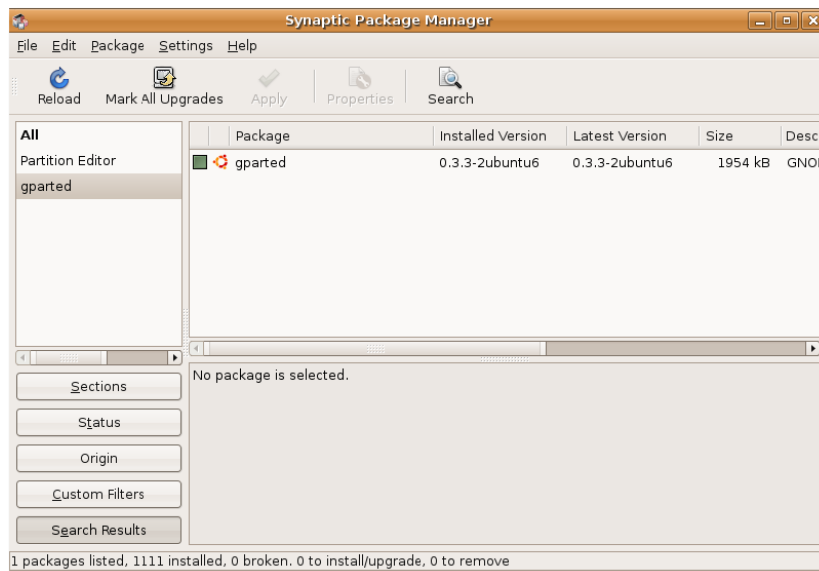 Synaptic Package Manager
File Edit Package Settings Help
Reload Mark All Upgrades Apply Properties Search
All
Partition Editor
gparted
Package Installed Version Latest Version Size Desc
gparted 0.3.3-2ubuntu6 0.3.3-2ubuntu6 1954 kB GNO
No package is selected.
Sections
Status
Origin
Custom Filters
Search Results
1 packages listed, 1111 installed, 0 broken. 0 to install/upgrade, 0 to remove